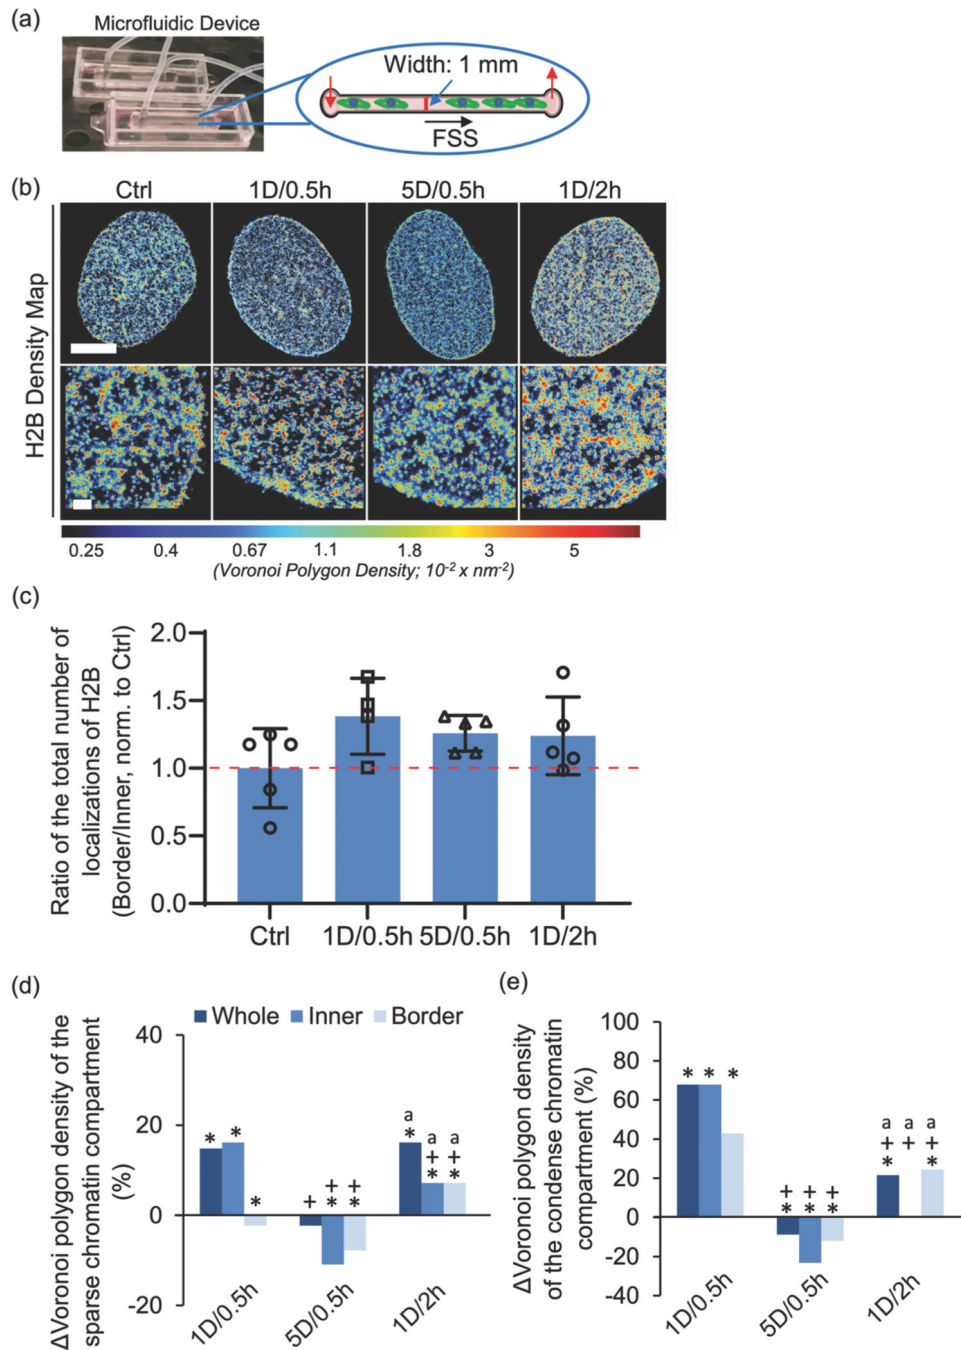 (a)
Microfluidic Device
Width: 1 mm
FSS
(b)
Ctrl 1D/0.5h 5D/0.5h 1D/2h
H2B Density Map
0.25 0.4 0.67 1.1 1.8 3 5
(Voronoi Polygon Density; 10⁻² x nm⁻²)
(c)
Ratio of the total number of
localizations of H2B
(Border/Inner, norm. to Ctrl)
2.0
1.5
1.0
0.5
0.0
Ctrl 1D/0.5h 5D/0.5h 1D/2h
(d)
Whole Inner Border
ΔVoronoi polygon density of the
sparse chromatin compartment
(%)
40
20
0
-20
* * *
+ + * + *
a * a + * a + *
1D/0.5h 5D/0.5h 1D/2h
(e)
ΔVoronoi polygon density
of the condense chromatin
compartment (%)
100
80
60
40
20
0
-20
-40
* * *
+ * + * + *
a + * a + a + *
1D/0.5h 5D/0.5h 1D/2h